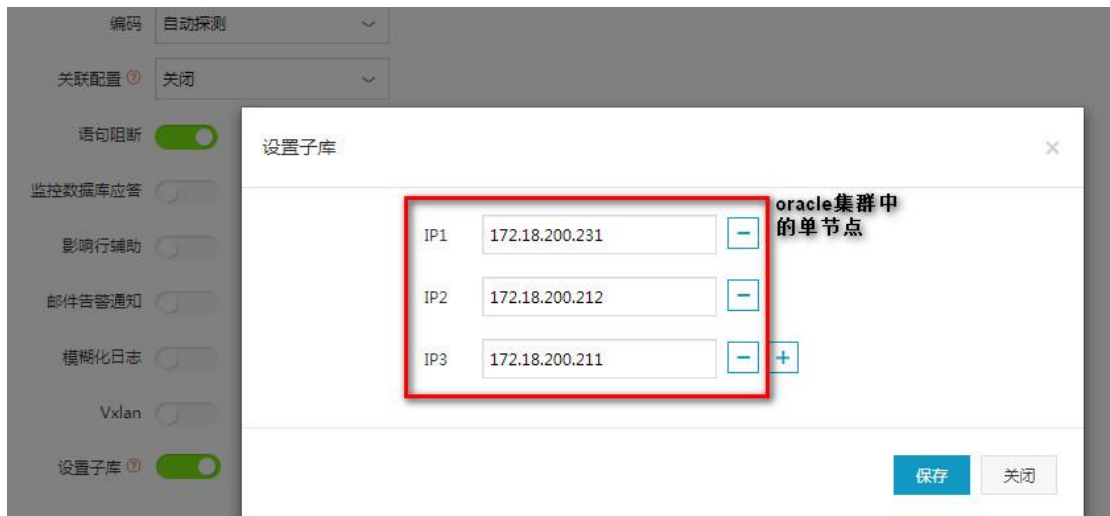 编码 自动探测
关联配置 关闭
语句阻断
监控数据库应答
影响行辅助
邮件告警通知
模糊化日志
Vxlan
设置子库
设置子库
IP1 172.18.200.231
IP2 172.18.200.212
IP3 172.18.200.211
oracle集群中
的单节点
保存 关闭